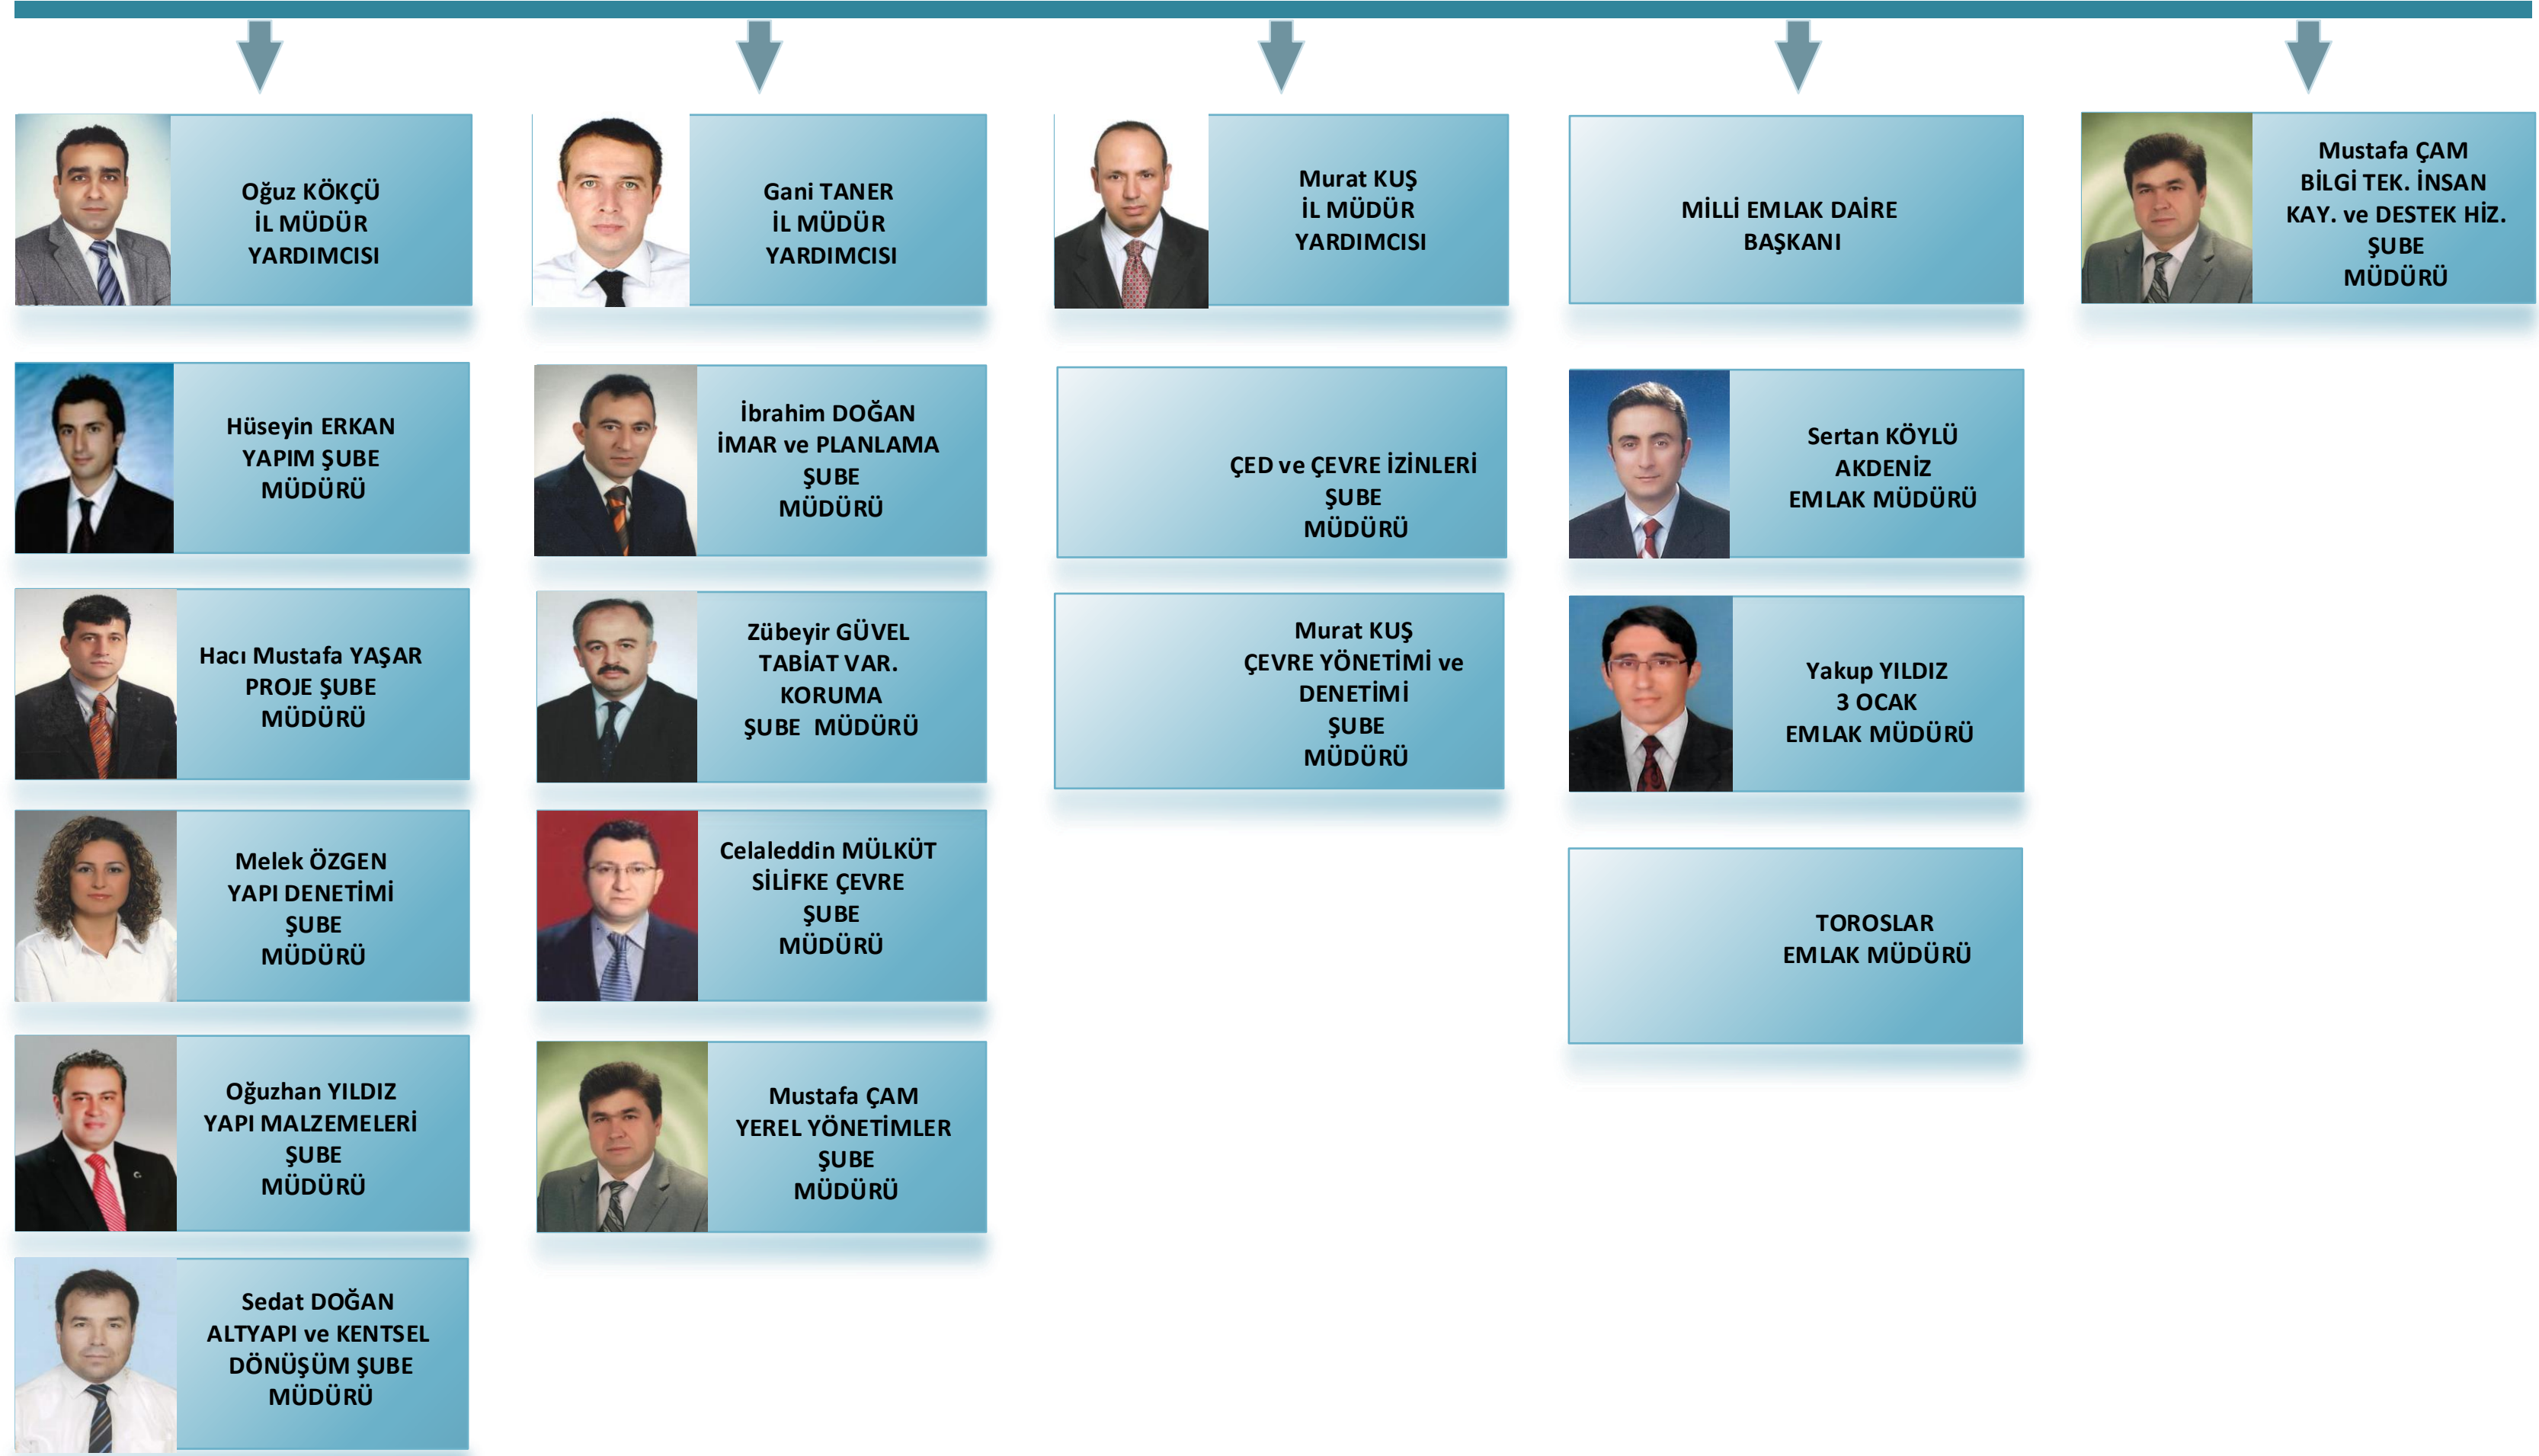 Oğuz KÖKÇÜ
İL MÜDÜR
YARDIMCISI
Hüseyin ERKAN
YAPIM ŞUBE
MÜDÜRÜ
Hacı Mustafa YAŞAR
PROJE ŞUBE
MÜDÜRÜ
Melek ÖZGEN
YAPI DENETİMİ
ŞUBE
MÜDÜRÜ
Oğuzhan YILDIZ
YAPI MALZEMELERİ
ŞUBE
MÜDÜRÜ
Sedat DOĞAN
ALTYAPI ve KENTSEL
DÖNÜŞÜM ŞUBE
MÜDÜRÜ
Gani TANER
İL MÜDÜR
YARDIMCISI
İbrahim DOĞAN
İMAR ve PLANLAMA
ŞUBE
MÜDÜRÜ
Zübeyir GÜVEL
TABİAT VAR.
KORUMA
ŞUBE MÜDÜRÜ
Celaleddin MÜLKÜT
SİLİFKE ÇEVRE
ŞUBE
MÜDÜRÜ
Mustafa ÇAM
YEREL YÖNETİMLER
ŞUBE
MÜDÜRÜ
Murat KUŞ
İL MÜDÜR
YARDIMCISI
ÇED ve ÇEVRE İZİNLERİ
ŞUBE
MÜDÜRÜ
Murat KUŞ
ÇEVRE YÖNETİMİ ve
DENETİMİ
ŞUBE
MÜDÜRÜ
MİLLİ EMLAK DAİRE
BAŞKANI
Sertan KÖYLÜ
AKDENİZ
EMLAK MÜDÜRÜ
Yakup YILDIZ
3 OCAK
EMLAK MÜDÜRÜ
TOROSLAR
EMLAK MÜDÜRÜ
Mustafa ÇAM
BİLGİ TEK. İNSAN
KAY. ve DESTEK HİZ.
ŞUBE
MÜDÜRÜ